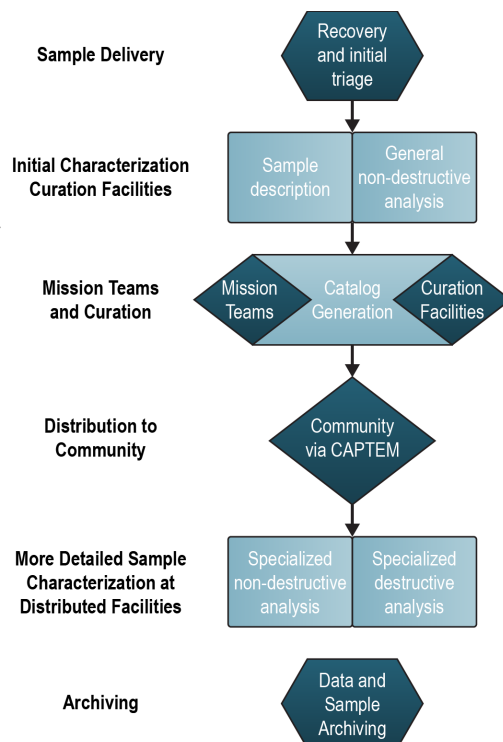 Sample Delivery
Recovery
and initial
triage
Initial Characterization
Curation Facilities
Sample
description
General
non-destructive
analysis
Mission Teams
and Curation
Mission
Teams
Catalog
Generation
Curation
Facilities
Distribution to
Community
Community
via CAPTEM
More Detailed Sample
Characterization at
Distributed Facilities
Specialized
non-destructive
analysis
Specialized
destructive
analysis
Archiving
Data and
Sample
Archiving